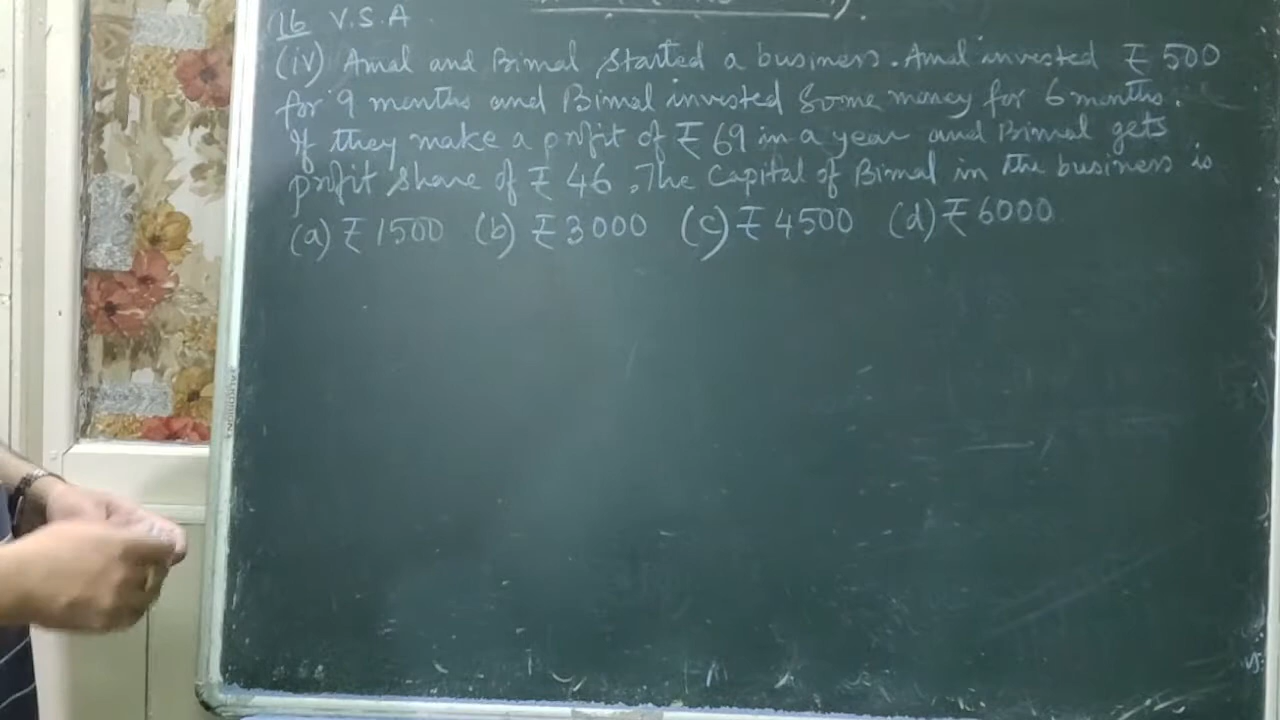 16 V.S.A
(iv) Amal and Bimal started a business. Amal invested ₹ 500
for 9 months and Bimal invested some money for 6 months.
If they make a profit of ₹ 69 in a year and Bimal gets
profit share of ₹ 46, The Capital of Bimal in the business is
(a) ₹ 1500 (b) ₹ 3000 (c) ₹ 4500 (d) ₹ 6000